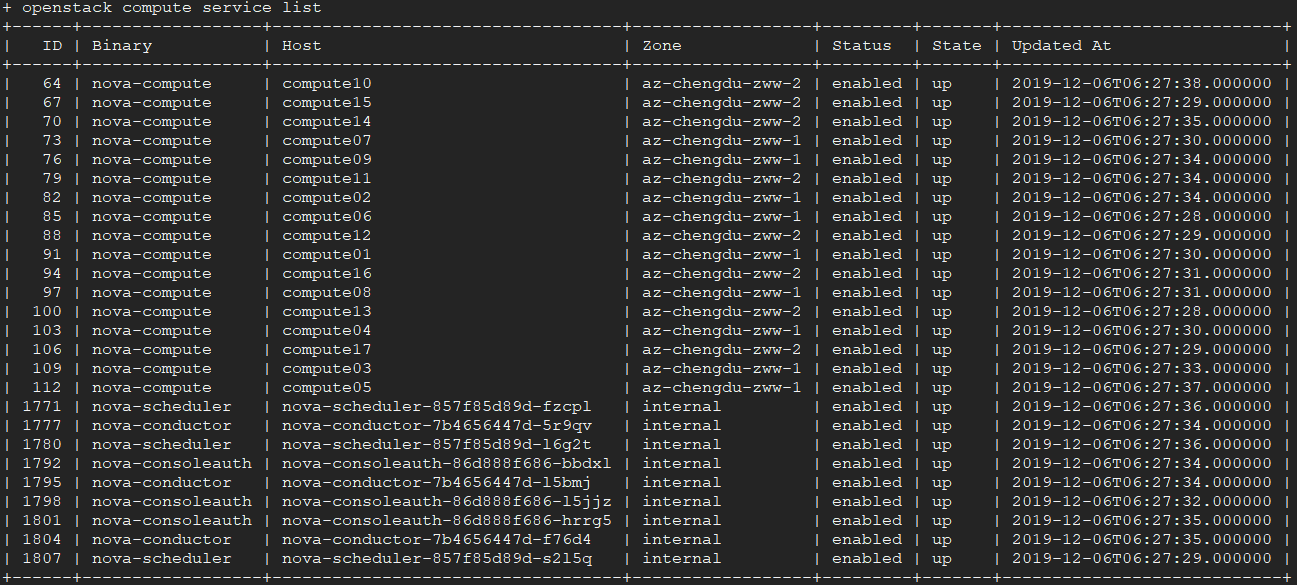 + openstack compute service list
+------+------------------+-----------------------------------+------------------+---------+-------+----------------------------+
|   ID | Binary           | Host                              | Zone             | Status  | State | Updated At                 |
+------+------------------+-----------------------------------+------------------+---------+-------+----------------------------+
|   64 | nova-compute     | compute10                         | az-chengdu-zww-2 | enabled | up    | 2019-12-06T06:27:38.000000 |
|   67 | nova-compute     | compute15                         | az-chengdu-zww-2 | enabled | up    | 2019-12-06T06:27:29.000000 |
|   70 | nova-compute     | compute14                         | az-chengdu-zww-2 | enabled | up    | 2019-12-06T06:27:35.000000 |
|   73 | nova-compute     | compute07                         | az-chengdu-zww-1 | enabled | up    | 2019-12-06T06:27:30.000000 |
|   76 | nova-compute     | compute09                         | az-chengdu-zww-1 | enabled | up    | 2019-12-06T06:27:34.000000 |
|   79 | nova-compute     | compute11                         | az-chengdu-zww-2 | enabled | up    | 2019-12-06T06:27:34.000000 |
|   82 | nova-compute     | compute02                         | az-chengdu-zww-1 | enabled | up    | 2019-12-06T06:27:34.000000 |
|   85 | nova-compute     | compute06                         | az-chengdu-zww-1 | enabled | up    | 2019-12-06T06:27:28.000000 |
|   88 | nova-compute     | compute12                         | az-chengdu-zww-2 | enabled | up    | 2019-12-06T06:27:29.000000 |
|   91 | nova-compute     | compute01                         | az-chengdu-zww-1 | enabled | up    | 2019-12-06T06:27:30.000000 |
|   94 | nova-compute     | compute16                         | az-chengdu-zww-2 | enabled | up    | 2019-12-06T06:27:31.000000 |
|   97 | nova-compute     | compute08                         | az-chengdu-zww-1 | enabled | up    | 2019-12-06T06:27:31.000000 |
|  100 | nova-compute     | compute13                         | az-chengdu-zww-2 | enabled | up    | 2019-12-06T06:27:28.000000 |
|  103 | nova-compute     | compute04                         | az-chengdu-zww-1 | enabled | up    | 2019-12-06T06:27:30.000000 |
|  106 | nova-compute     | compute17                         | az-chengdu-zww-2 | enabled | up    | 2019-12-06T06:27:29.000000 |
|  109 | nova-compute     | compute03                         | az-chengdu-zww-1 | enabled | up    | 2019-12-06T06:27:33.000000 |
|  112 | nova-compute     | compute05                         | az-chengdu-zww-1 | enabled | up    | 2019-12-06T06:27:37.000000 |
| 1771 | nova-scheduler   | nova-scheduler-857f85d89d-fzcpl   | internal         | enabled | up    | 2019-12-06T06:27:36.000000 |
| 1777 | nova-conductor   | nova-conductor-7b4656447d-5r9qv   | internal         | enabled | up    | 2019-12-06T06:27:34.000000 |
| 1780 | nova-scheduler   | nova-scheduler-857f85d89d-l6g2t   | internal         | enabled | up    | 2019-12-06T06:27:36.000000 |
| 1792 | nova-consoleauth | nova-consoleauth-86d888f686-bbdxl | internal         | enabled | up    | 2019-12-06T06:27:34.000000 |
| 1795 | nova-conductor   | nova-conductor-7b4656447d-l5bmj   | internal         | enabled | up    | 2019-12-06T06:27:34.000000 |
| 1798 | nova-consoleauth | nova-consoleauth-86d888f686-l5jjz | internal         | enabled | up    | 2019-12-06T06:27:32.000000 |
| 1801 | nova-consoleauth | nova-consoleauth-86d888f686-hrrg5 | internal         | enabled | up    | 2019-12-06T06:27:35.000000 |
| 1804 | nova-conductor   | nova-conductor-7b4656447d-f76d4   | internal         | enabled | up    | 2019-12-06T06:27:35.000000 |
| 1807 | nova-scheduler   | nova-scheduler-857f85d89d-s2l5q   | internal         | enabled | up    | 2019-12-06T06:27:29.000000 |
+------+------------------+-----------------------------------+------------------+---------+-------+----------------------------+